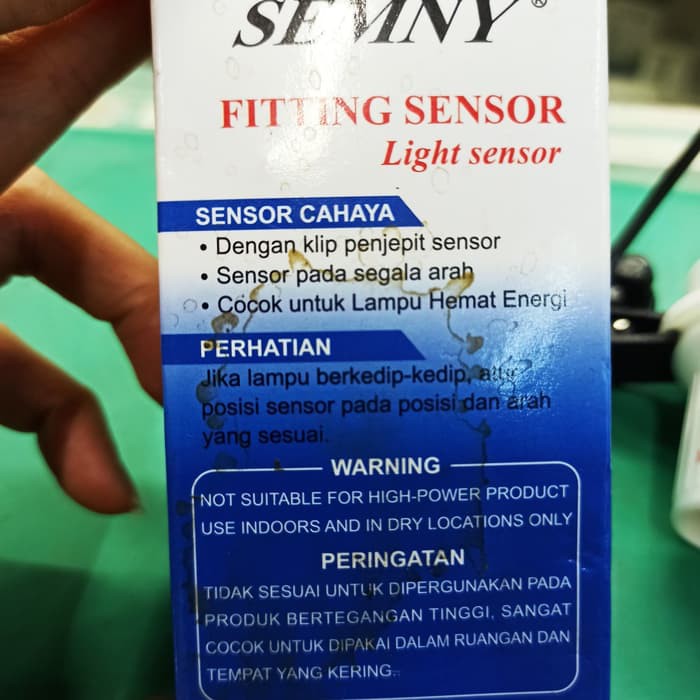 SEMNY®
FITTING SENSOR
Light sensor
SENSOR CAHAYA
• Dengan klip penjepit sensor
• Sensor pada segala arah
• Cocok untuk Lampu Hemat Energi
PERHATIAN
Jika lampu berkedip-kedip, atur
posisi sensor pada posisi dan arah
yang sesuai.
WARNING
NOT SUITABLE FOR HIGH-POWER PRODUCT
USE INDOORS AND IN DRY LOCATIONS ONLY
PERINGATAN
TIDAK SESUAI UNTUK DIPERGUNAKAN PADA
PRODUK BERTEGANGAN TINGGI, SANGAT
COCOK UNTUK DIPAKAI DALAM RUANGAN DAN
TEMPAT YANG KERING.